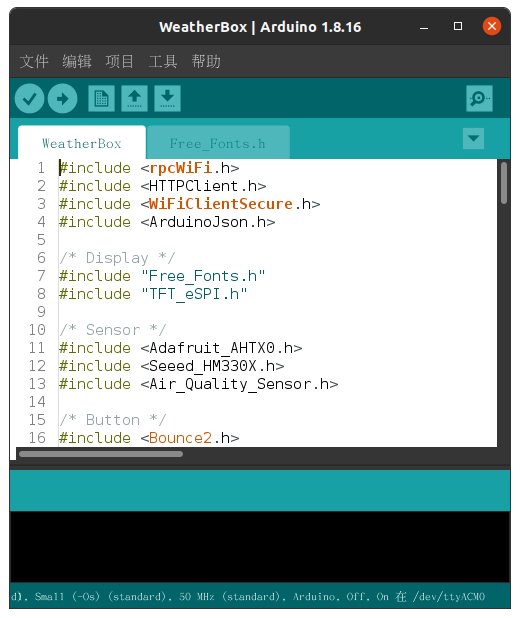 WeatherBox | Arduino 1.8.16
文件 编辑 项目 工具 帮助
WeatherBox Free_Fonts.h
1 #include <rpcWiFi.h>
2 #include <HTTPClient.h>
3 #include <WiFiClientSecure.h>
4 #include <ArduinoJson.h>
5
6 /* Display */
7 #include "Free_Fonts.h"
8 #include "TFT_eSPI.h"
9
10 /* Sensor */
11 #include <Adafruit_AHTX0.h>
12 #include <Seeed_HM330X.h>
13 #include <Air_Quality_Sensor.h>
14
15 /* Button */
16 #include <Bounce2.h>
d), Small (-Os) (standard), 50 MHz (standard), Arduino, Off, On 在 /dev/ttyACM0